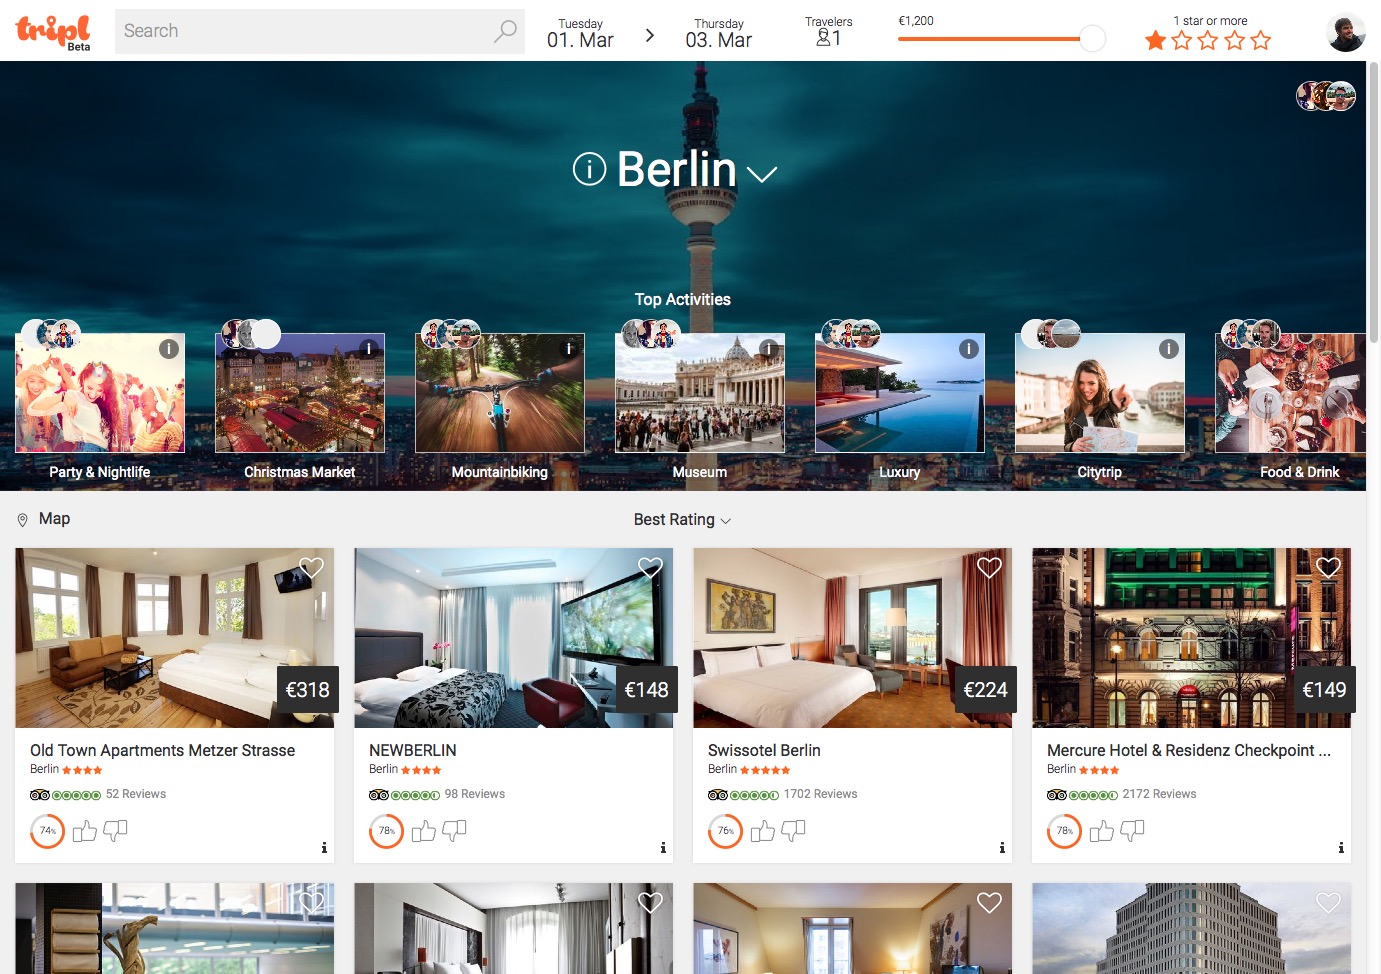 tripl
Beta
Search
Tuesday
01. Mar
Thursday
03. Mar
Travelers
1
€1,200
1 star or more
i Berlin
Top Activities
i
i
i
i
i
i
Party & Nightlife
Christmas Market
Mountainbiking
Museum
Luxury
Citytrip
Food & Drink
Map
Best Rating
€318
€148
€224
€149
Old Town Apartments Metzer Strasse
Berlin
52 Reviews
74%
i
NEWBERLIN
Berlin
98 Reviews
78%
i
Swissotel Berlin
Berlin
1702 Reviews
76%
i
Mercure Hotel & Residenz Checkpoint ...
Berlin
2172 Reviews
78%
i